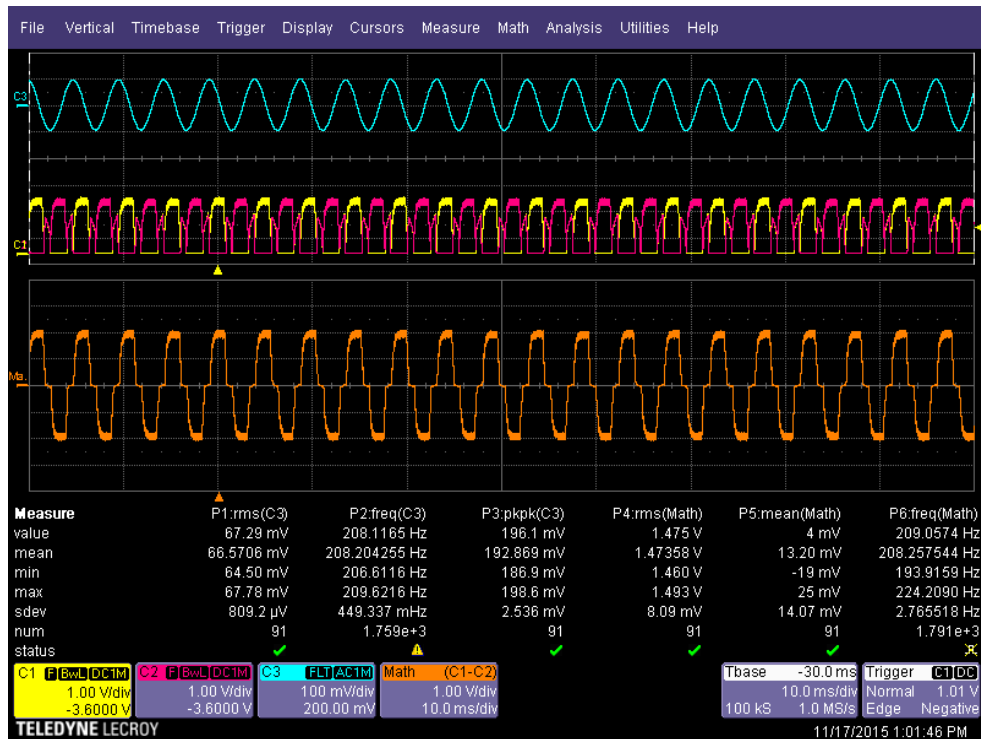 File Vertical Timebase Trigger Display Cursors Measure Math Analysis Utilities Help
C3
C1
Ma.
Measure P1:rms(C3) P2:freq(C3) P3:pkpk(C3) P4:rms(Math) P5:mean(Math) P6:freq(Math)
value 67.29 mV 208.1165 Hz 196.1 mV 1.475 V 4 mV 209.0574 Hz
mean 66.5706 mV 208.204255 Hz 192.869 mV 1.47358 V 13.20 mV 208.257544 Hz
min 64.50 mV 206.6116 Hz 186.9 mV 1.460 V -19 mV 193.9159 Hz
max 67.78 mV 209.6216 Hz 198.6 mV 1.493 V 25 mV 224.2090 Hz
sdev 809.2 µV 449.337 mHz 2.536 mV 8.09 mV 14.07 mV 2.765518 Hz
num 91 1.759e+3 91 91 91 1.791e+3
status
C1 F BwL DC1M C2 F BwL DC1M C3 FLT AC1M Math (C1-C2) Tbase -30.0 ms Trigger C1 DC
1.00 V/div 1.00 V/div 100 mV/div 1.00 V/div 10.0 ms/div Normal 1.01 V
-3.6000 V -3.6000 V 200.00 mV 10.0 ms/div 100 kS 1.0 MS/s Edge Negative
TELEDYNE LECROY 11/17/2015 1:01:46 PM